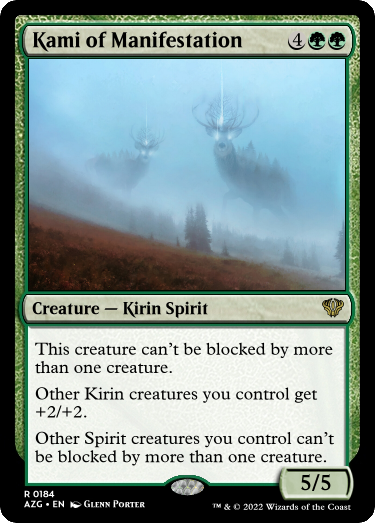 Kami of Manifestation 4
Creature — Kirin Spirit
This creature can't be blocked by more
than one creature.
Other Kirin creatures you control get
+2/+2.
Other Spirit creatures you control can't
be blocked by more than one creature.
5/5
R 0184
AZG • EN Glenn Porter
™ & © 2022 Wizards of the Coast